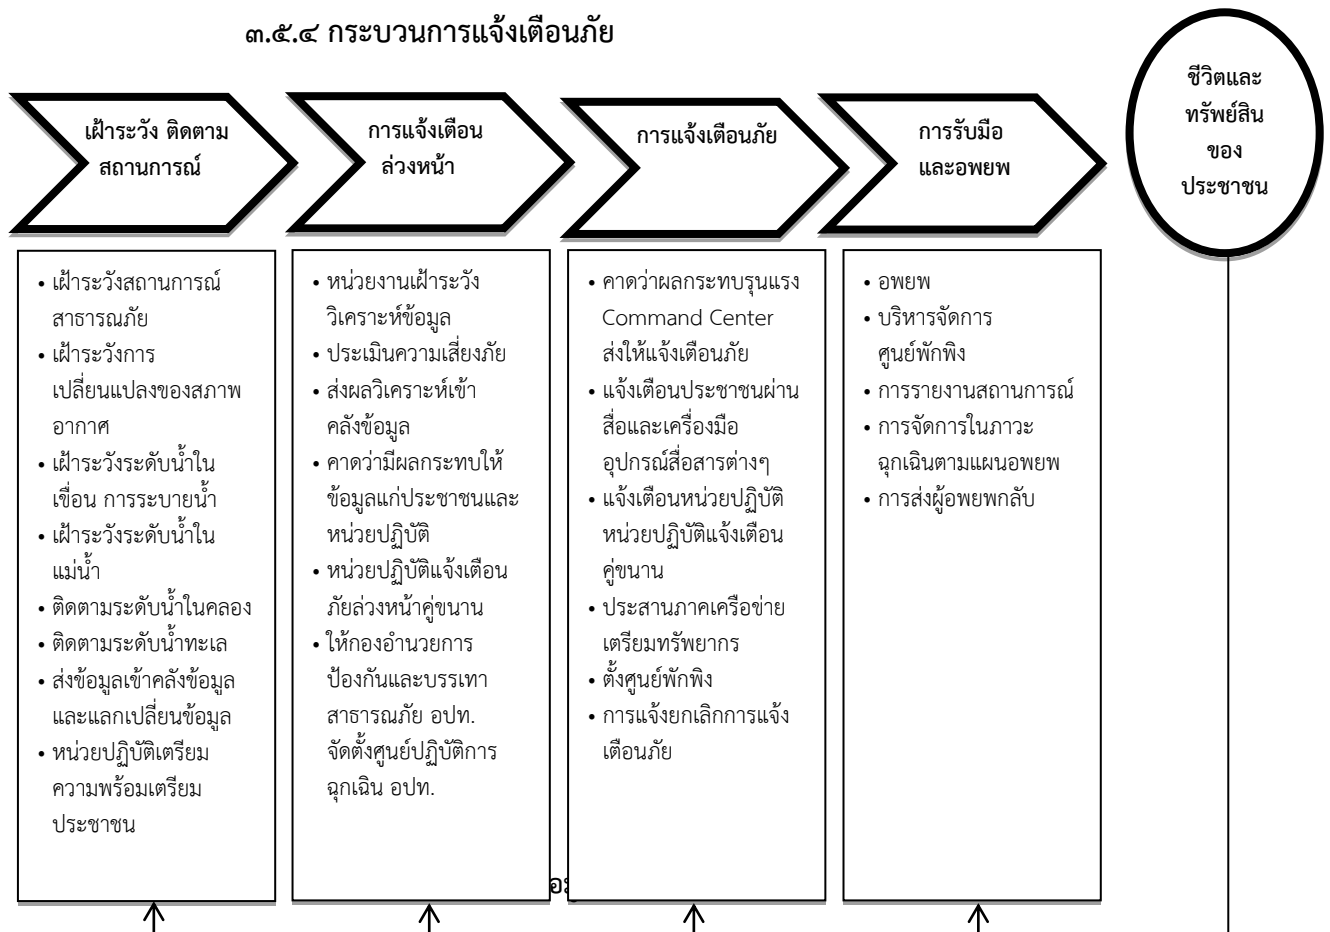 ๓.๕.๔ กระบวนการแจ้งเตือนภัย
เฝ้าระวัง ติดตาม
สถานการณ์
การแจ้งเตือน
ล่วงหน้า
การแจ้งเตือนภัย
การรับมือ
และอพยพ
ชีวิตและ
ทรัพย์สิน
ของ
ประชาชน
• เฝ้าระวังสถานการณ์
สาธารณภัย
• เฝ้าระวังการ
เปลี่ยนแปลงของสภาพ
อากาศ
• เฝ้าระวังระดับน้ำใน
เขื่อน การระบายน้ำ
• เฝ้าระวังระดับน้ำใน
แม่น้ำ
• ติดตามระดับน้ำในคลอง
• ติดตามระดับน้ำทะเล
• ส่งข้อมูลเข้าคลังข้อมูล
และแลกเปลี่ยนข้อมูล
• หน่วยปฏิบัติเตรียม
ความพร้อมเตรียม
ประชาชน
• หน่วยงานเฝ้าระวัง
วิเคราะห์ข้อมูล
• ประเมินความเสี่ยงภัย
• ส่งผลวิเคราะห์เข้า
คลังข้อมูล
• คาดว่ามีผลกระทบให้
ข้อมูลแก่ประชาชนและ
หน่วยปฏิบัติ
• หน่วยปฏิบัติแจ้งเตือน
ภัยล่วงหน้าคู่ขนาน
• ให้กองอำนวยการ
ป้องกันและบรรเทา
สาธารณภัย อปท.
จัดตั้งศูนย์ปฏิบัติการ
ฉุกเฉิน อปท.
• คาดว่าผลกระทบรุนแรง
Command Center
ส่งให้แจ้งเตือนภัย
• แจ้งเตือนประชาชนผ่าน
สื่อและเครื่องมือ
อุปกรณ์สื่อสารต่างๆ
• แจ้งเตือนหน่วยปฏิบัติ
หน่วยปฏิบัติแจ้งเตือน
คู่ขนาน
• ประสานภาคเครือข่าย
เตรียมทรัพยากร
• ตั้งศูนย์พักพิง
• การแจ้งยกเลิกการแจ้ง
เตือนภัย
• อพยพ
• บริหารจัดการ
ศูนย์พักพิง
• การรายงานสถานการณ์
• การจัดการในภาวะ
ฉุกเฉินตามแผนอพยพ
• การส่งผู้อพยพกลับ